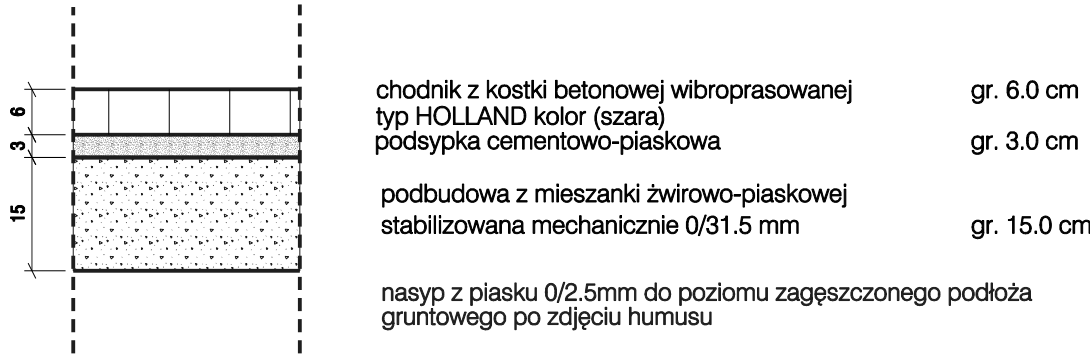 6
chodnik z kostki betonowej wibroprasowanej gr. 6.0 cm
typ HOLLAND kolor (szara)
3
podsypka cementowo-piaskowa gr. 3.0 cm
15
podbudowa z mieszanki żwirowo-piaskowej
stabilizowana mechanicznie 0/31.5 mm gr. 15.0 cm
nasyp z piasku 0/2.5mm do poziomu zagęszczonego podłoża
gruntowego po zdjęciu humusu